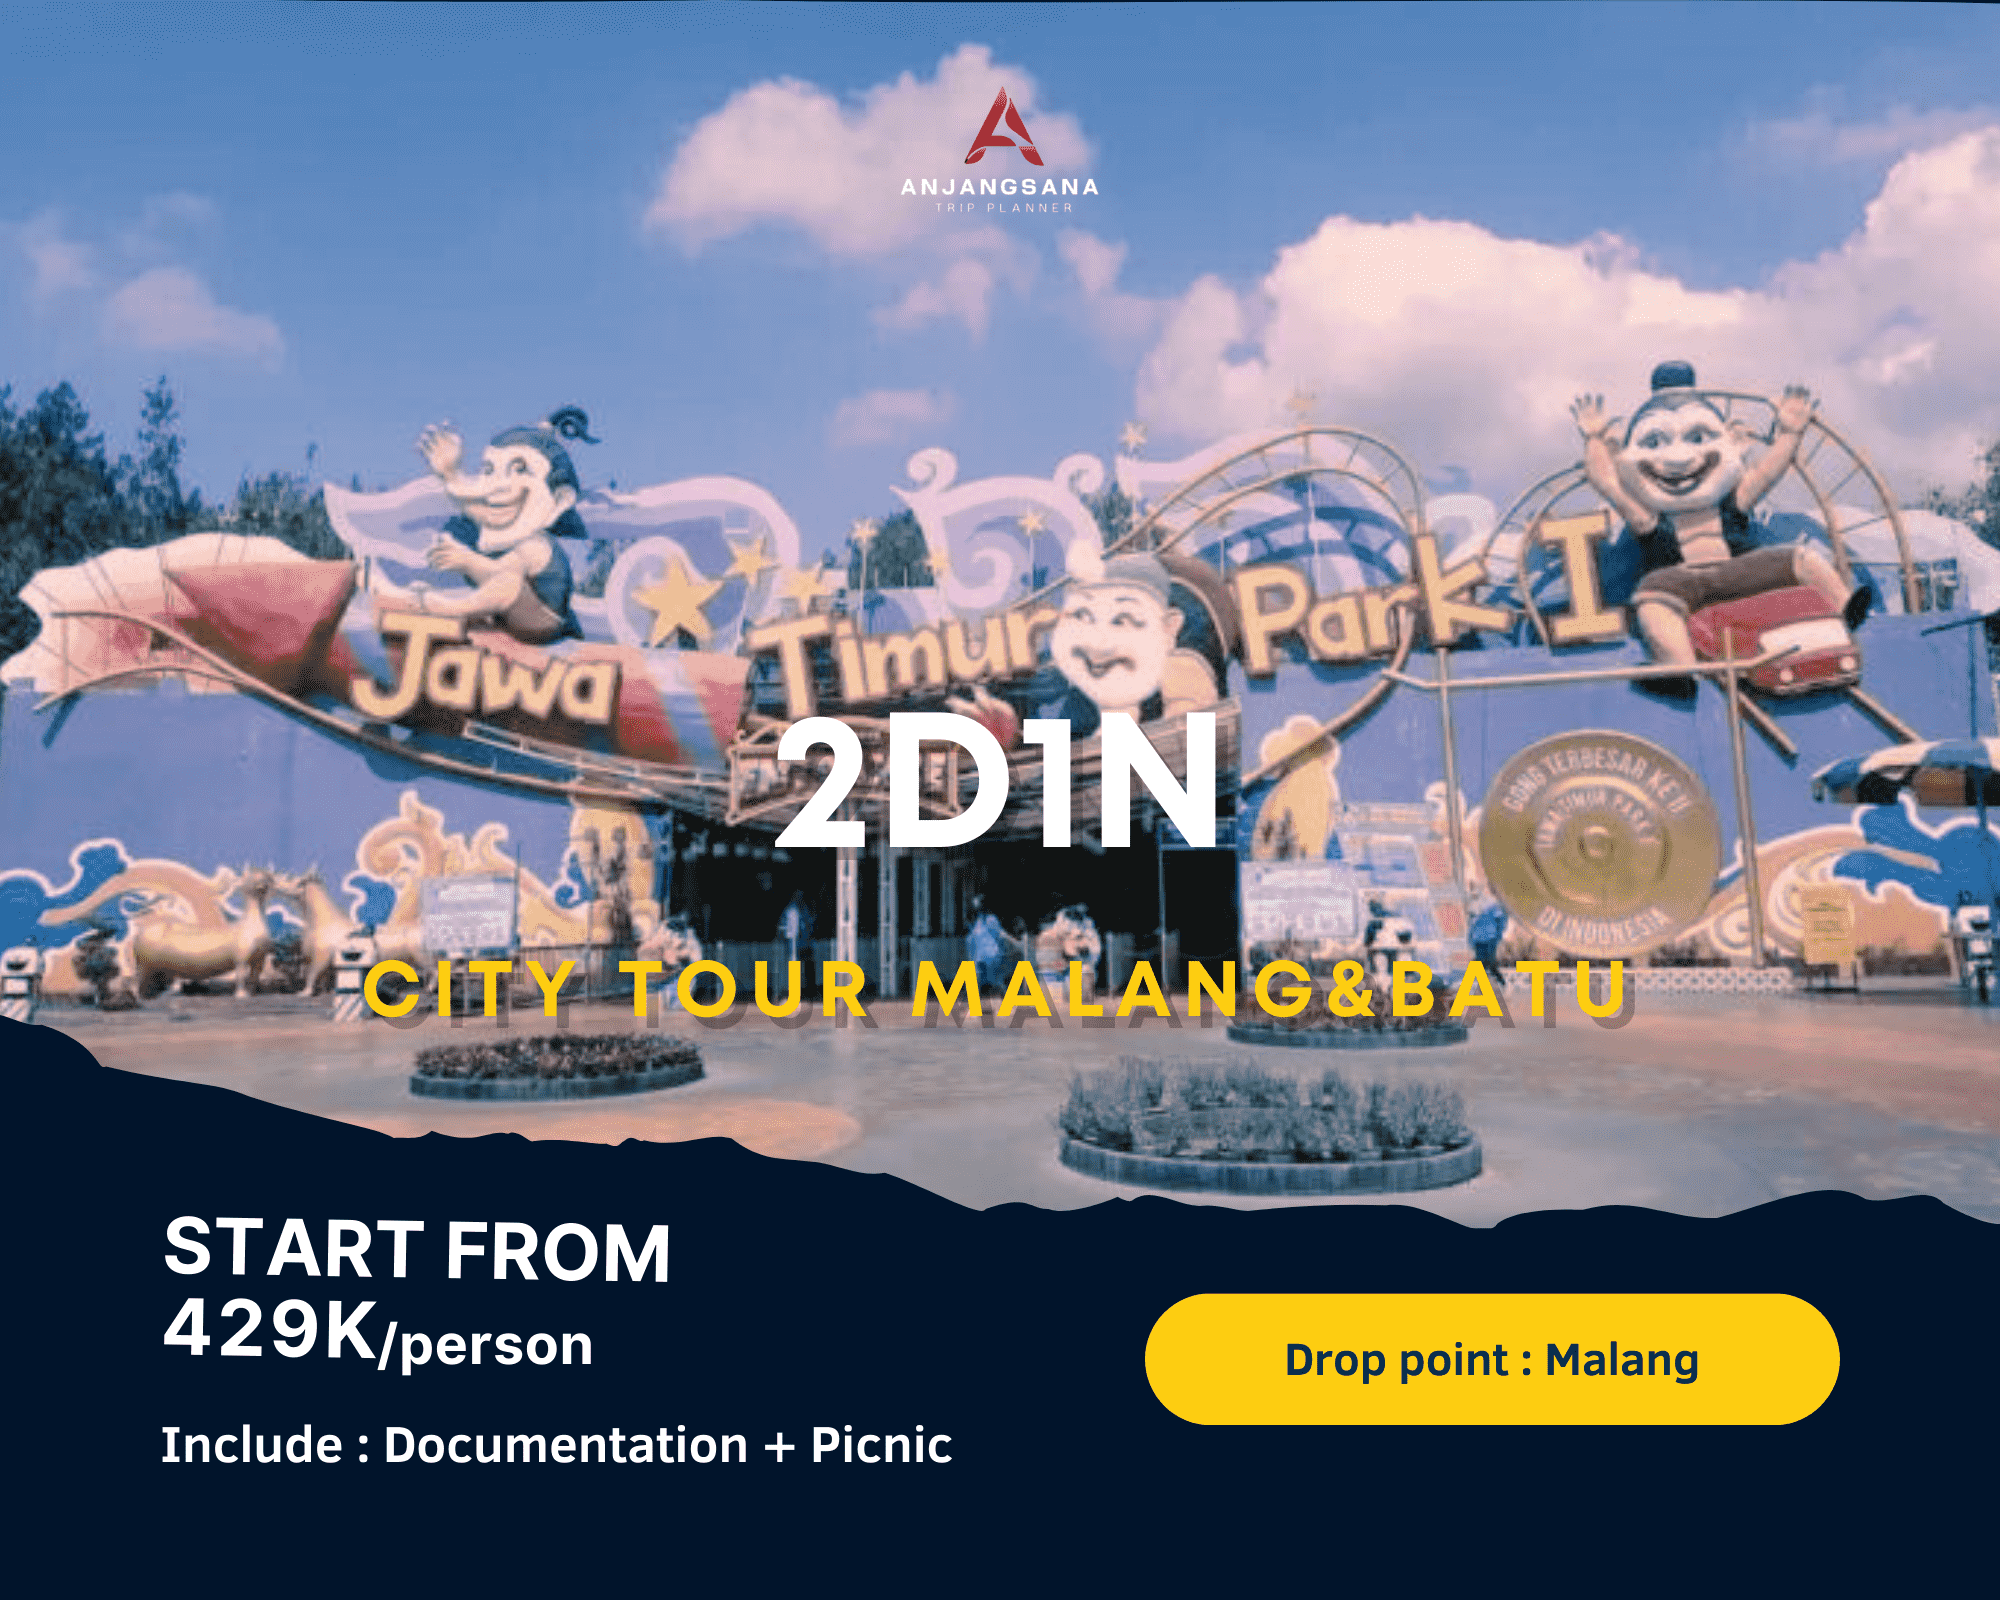 ANJANGSANA
TRIP PLANNER
Jawa Timur Park I
2D1N
GONG TERBESAR KE II
JAWA TIMUR PARK
DI INDONESIA
CITY TOUR MALANG&BATU
START FROM
429K/person
Include : Documentation + Picnic
Drop point : Malang